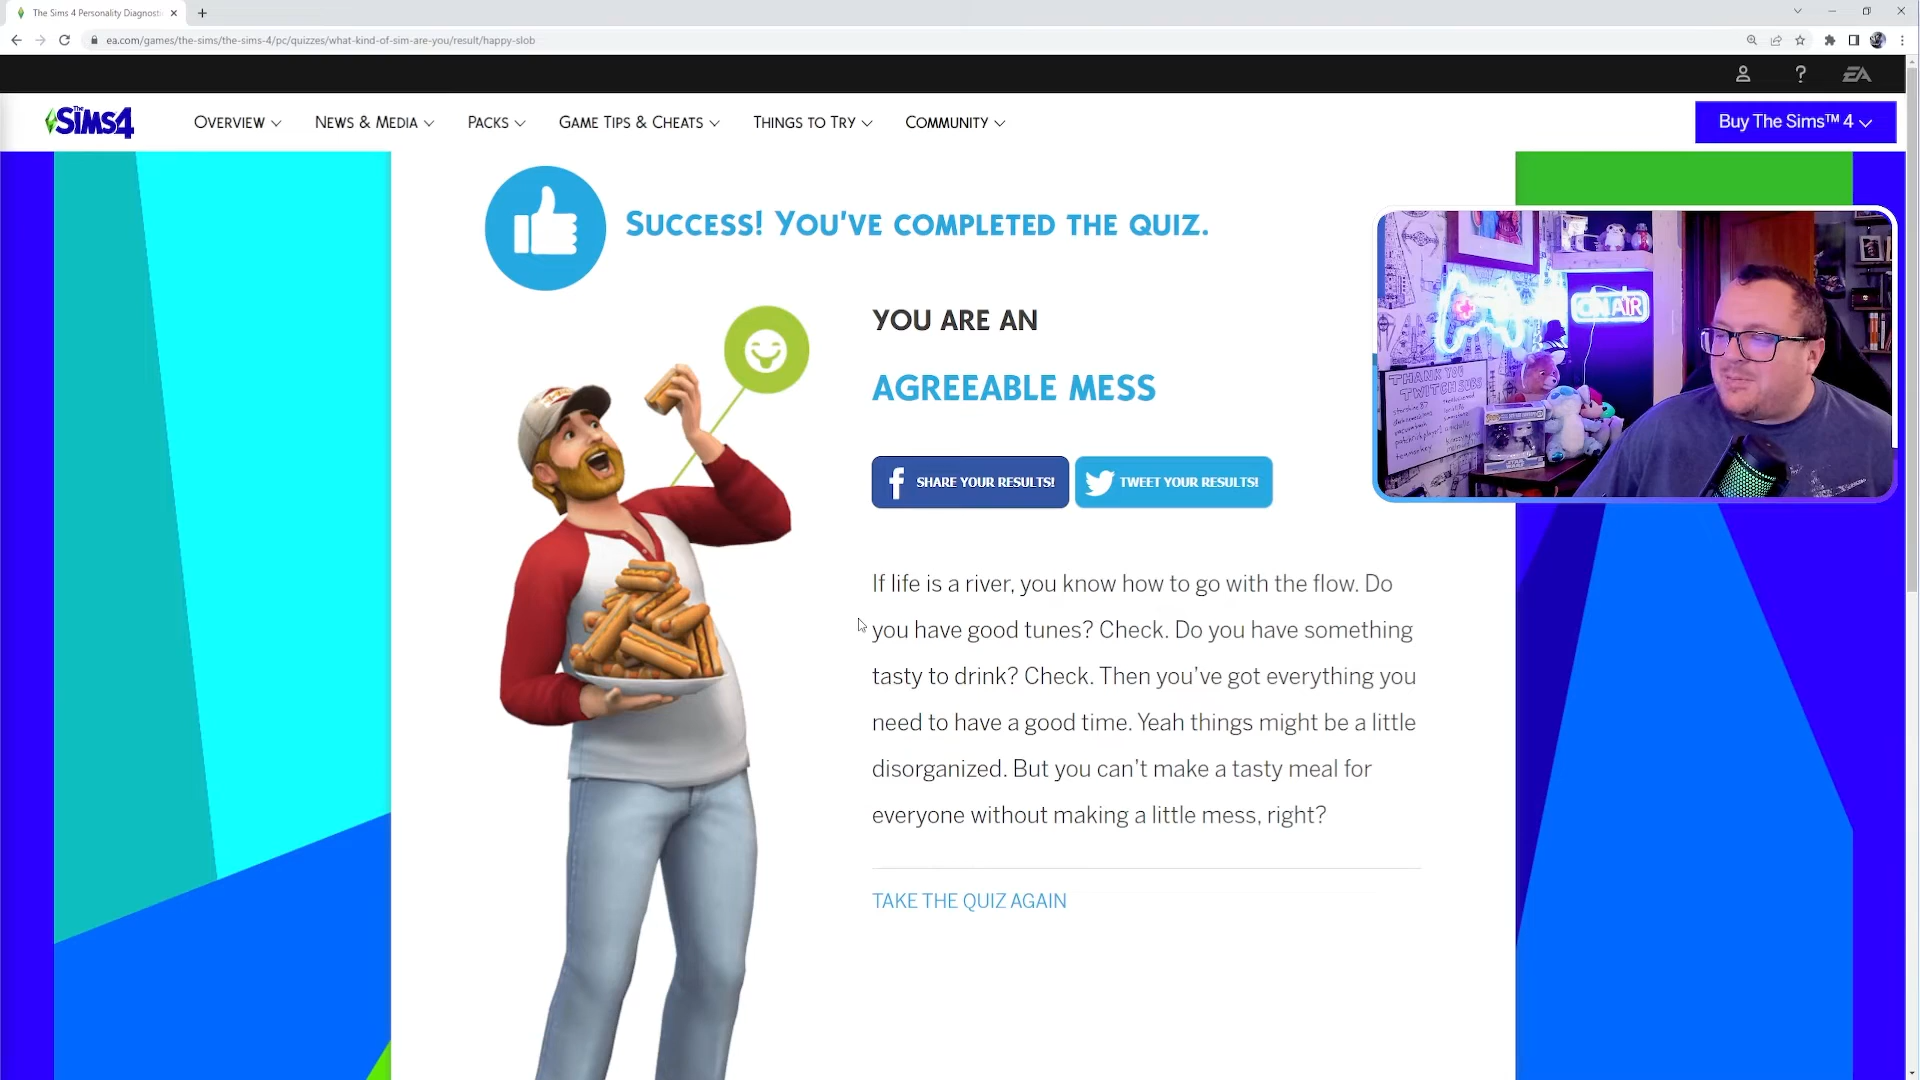 The Sims 4 Personality Diagnosti
ea.com/games/the-sims/the-sims-4/pc/quizzes/what-kind-of-sim-are-you/result/happy-slob
EA
The SIMS4
OVERVIEW
NEWS & MEDIA
PACKS
GAME TIPS & CHEATS
THINGS TO TRY
COMMUNITY
Buy The Sims™ 4
SUCCESS! YOU'VE COMPLETED THE QUIZ.
YOU ARE AN
AGREEABLE MESS
SHARE YOUR RESULTS!
TWEET YOUR RESULTS!
If life is a river, you know how to go with the flow. Do
you have good tunes? Check. Do you have something
tasty to drink? Check. Then you've got everything you
need to have a good time. Yeah things might be a little
disorganized. But you can't make a tasty meal for
everyone without making a little mess, right?
TAKE THE QUIZ AGAIN
ON AIR
THANK YOU
TWITCH SUBS
STAR WARS